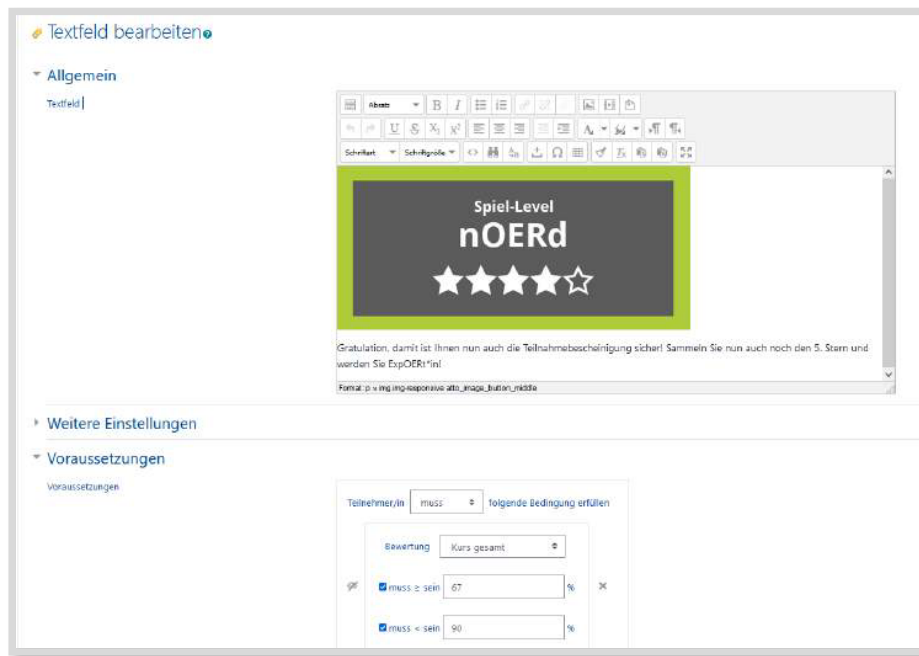 Textfeld bearbeiten
Allgemein
Textfeld
Absatz
Schriftart Schriftgröße
Spiel-Level
nOERd
Gratulation, damit ist Ihnen nun auch die Teilnahmebescheinigung sicher! Sammeln Sie nun auch noch den 5. Stern und
werden Sie ExpOERt*in!
Format: p » img.img-responsive atto_image_button_middle
Weitere Einstellungen
Voraussetzungen
Voraussetzungen
Teilnehmer/in muss folgende Bedingung erfüllen
Bewertung Kurs gesamt
muss ≥ sein 67 %
muss < sein 90 %